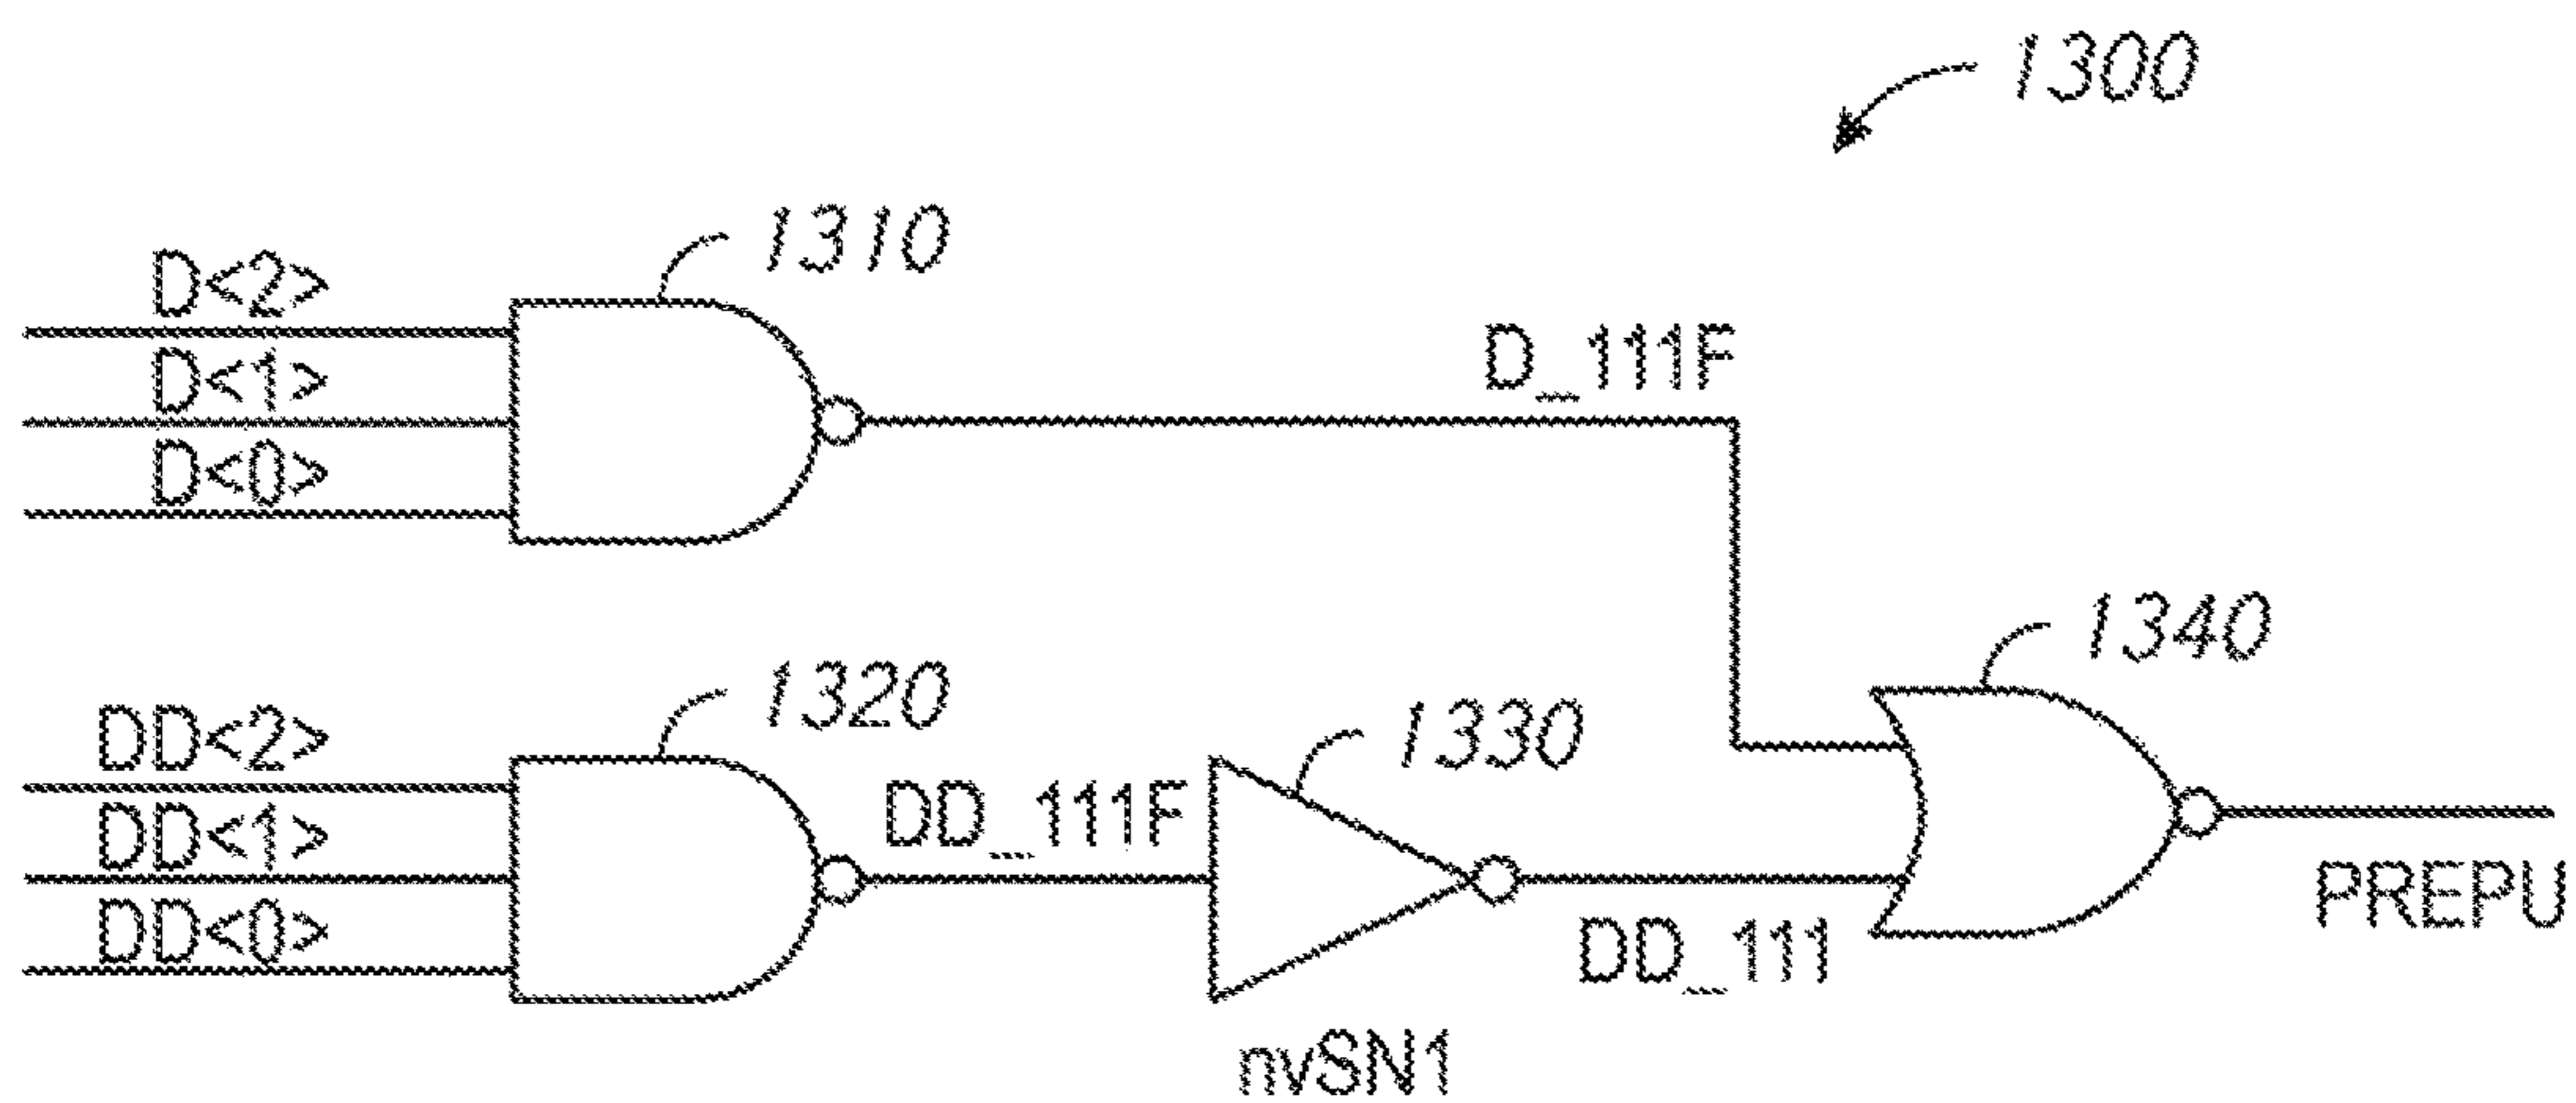 1300
1310
D<2>
D<1>
D<0>
D_111F
1340
1320
1330
DD<2>
DD<1>
DD<0>
DD_111F
DD_111
PREPU
nvSN1